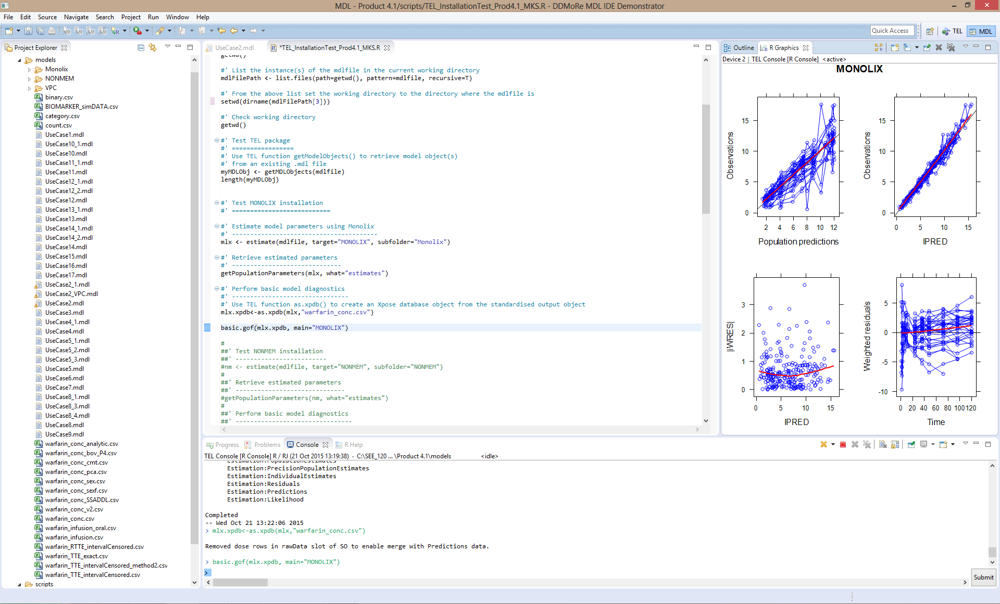 MDL - Product 4.1/scripts/TEL_InstallationTest_Prod4.1_MKS.R - DDMoRe MDL IDE Demonstrator
File Edit Source Navigate Search Project Run Window Help
Quick Access TEL MDL
Project Explorer
models
Monolix
NONMEM
VPC
binary.csv
BIOMARKER_simDATA.csv
category.csv
count.csv
UseCase1.mdl
UseCase10_1.mdl
UseCase10.mdl
UseCase11_1.mdl
UseCase11.mdl
UseCase12_1.mdl
UseCase12_2.mdl
UseCase12.mdl
UseCase13_1.mdl
UseCase13.mdl
UseCase14_1.mdl
UseCase14_2.mdl
UseCase14.mdl
UseCase15.mdl
UseCase16.mdl
UseCase17.mdl
UseCase2_1.mdl
UseCase2_VPC.mdl
UseCase2.mdl
UseCase3.mdl
UseCase4_1.mdl
UseCase4.mdl
UseCase5_1.mdl
UseCase5_2.mdl
UseCase5_3.mdl
UseCase5.mdl
UseCase6.mdl
UseCase7.mdl
UseCase8_1.mdl
UseCase8_3.mdl
UseCase8_4.mdl
UseCase8.mdl
UseCase9.mdl
warfarin_conc_analytic.csv
warfarin_conc_bov_P4.csv
warfarin_conc_cmt.csv
warfarin_conc_pca.csv
warfarin_conc_sex.csv
warfarin_conc_sexf.csv
warfarin_conc_SSADDL.csv
warfarin_conc_v2.csv
warfarin_conc.csv
warfarin_infusion_oral.csv
warfarin_infusion.csv
warfarin_RTTE_intervalCensored.csv
warfarin_TTE_exact.csv
warfarin_TTE_intervalCensored_method2.csv
warfarin_TTE_intervalCensored.csv
scripts
UseCase2.mdl *TEL_InstallationTest_Prod4.1_MKS.R
getwd()
#' List the instance(s) of the mdlfile in the current working directory
mdlFilePath <- list.files(path=getwd(), pattern=mdlfile, recursive=T)
#' From the above list set the working directory to the directory where the mdlfile is
setwd(dirname(mdlFilePath[3]))
#' Check working directory
getwd()
#' Test TEL package
#' =================
#' Use TEL function getModelObjects() to retrieve model object(s)
#' from an existing .mdl file
myMDLObj <- getMDLObjects(mdlfile)
length(myMDLObj)
#' Test MONOLIX installation
#' ===========================
#' Estimate model parameters using Monolix
#' ----------------------------------------
mlx <- estimate(mdlfile, target="MONOLIX", subfolder="Monolix")
#' Retrieve estimated parameters
#' ------------------------------
getPopulationParameters(mlx, what="estimates")
#' Perform basic model diagnostics
#' --------------------------------
#' Use TEL function as.xpdb() to create an Xpose database object from the standardised output object
mlx.xpdb<-as.xpdb(mlx,"warfarin_conc.csv")
basic.gof(mlx.xpdb, main="MONOLIX")
#
##' Test NONMEM installation
##' -------------------------
#nm <- estimate(mdlfile, target="NONMEM", subfolder="NONMEM")
#
##' Retrieve estimated parameters
##' ------------------------------
#getPopulationParameters(nm, what="estimates")
#
##' Perform basic model diagnostics
##' --------------------------------
Outline R Graphics
Device 2 | TEL Console [R Console] <active>
MONOLIX
15
10
5
0
Observations
2 4 6 8 10 12
Population predictions
15
10
5
0
Observations
0 5 10 15
IPRED
3
2
1
0
|IWRES|
0 5 10 15
IPRED
5
0
-5
-10
Weighted residuals
0 20 40 60 80 100 120
Time
Progress Problems Console R Help
TEL Console [R Console] R / RJ (21 Oct 2015 13:19:38) · C:\SEE_120 ... \Product 4.1\models <idle>
Estimation:PopulationEstimates
Estimation:PrecisionPopulationEstimates
Estimation:IndividualEstimates
Estimation:Residuals
Estimation:Predictions
Estimation:Likelihood
Completed
-- Wed Oct 21 13:22:06 2015
> mlx.xpdb<-as.xpdb(mlx,"warfarin_conc.csv")
Removed dose rows in rawData slot of SO to enable merge with Predictions data.
> basic.gof(mlx.xpdb, main="MONOLIX")
>
Submit